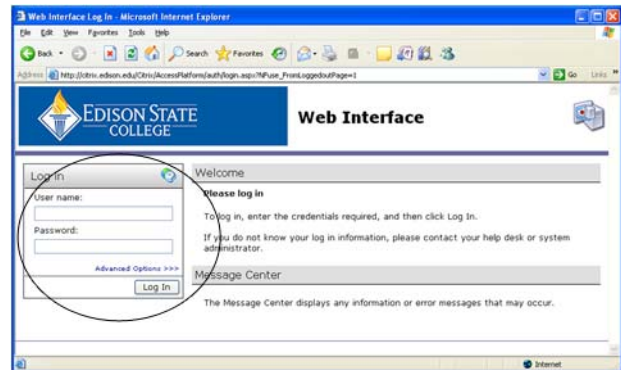 Web Interface Log In - Microsoft Internet Explorer
File Edit View Favorites Tools Help
Back Search Favorites
Address http://citrix.edison.edu/Citrix/AccessPlatform/auth/login.aspx?NFuse_FromLoggedoutPage=1 Go Links »
EDISON STATE
COLLEGE
Web Interface
Log In
User name:
Password:
Advanced Options >>>
Log In
Welcome
Please log in
To log in, enter the credentials required, and then click Log In.
If you do not know your log in information, please contact your help desk or system
administrator.
Message Center
The Message Center displays any information or error messages that may occur.
Internet